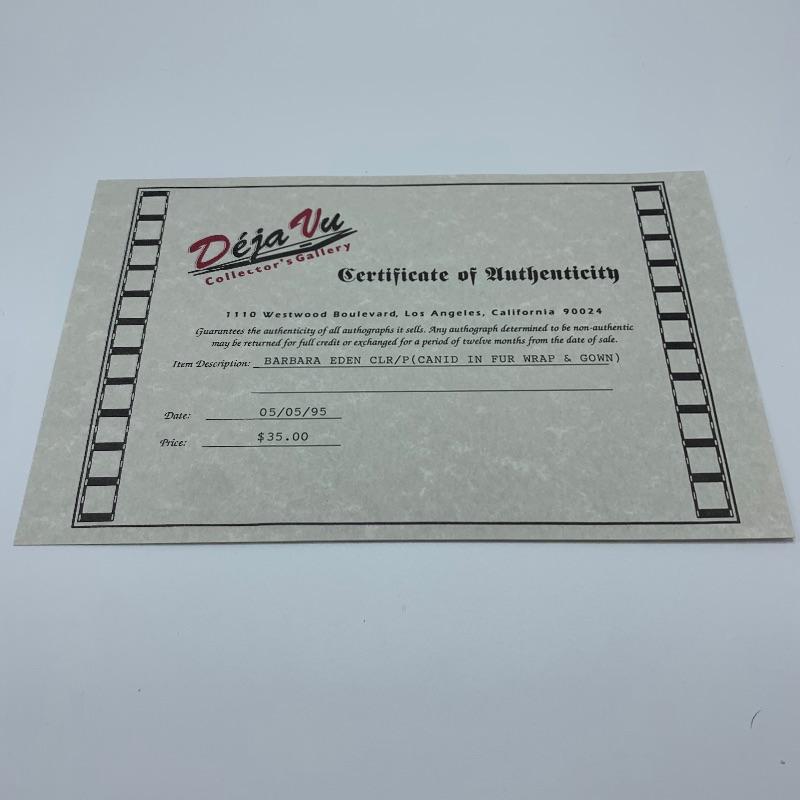 Déjà Vu
Collector's Gallery
Certificate of Authenticity
1110 Westwood Boulevard, Los Angeles, California 90024
Guarantees the authenticity of all autographs it sells. Any authograph determined to be non-authentic
may be returned for full credit or exchanged for a period of twelve months from the date of sale.
Item Description: BARBARA EDEN CLR/P(CANID IN FUR WRAP & GOWN)
Date: 05/05/95
Price: $35.00